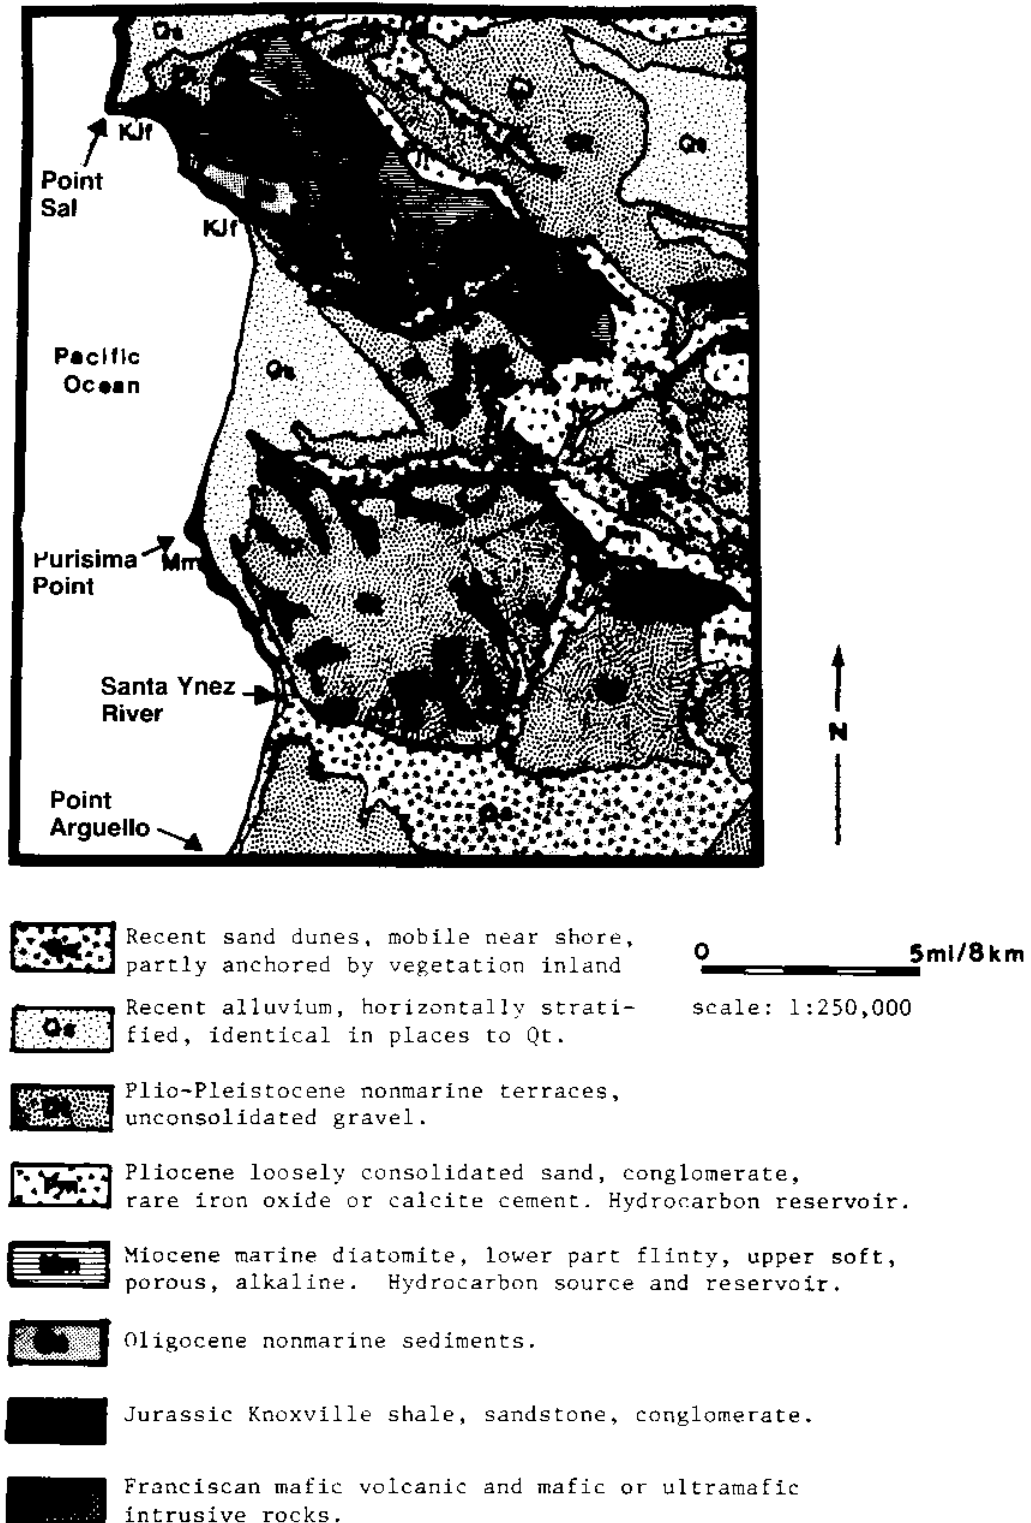 Qs
KJf
Point
Sal
Qs
KJf
Pacific
Ocean
Qs
Purisima
Point
Mm
Santa Ynez
River
N
Point
Arguello
Recent sand dunes, mobile near shore,
partly anchored by vegetation inland
0 5mi/8km
scale: 1:250,000
Qs
Recent alluvium, horizontally strati-
fied, identical in places to Qt.
Plio-Pleistocene nonmarine terraces,
unconsolidated gravel.
Pliocene loosely consolidated sand, conglomerate,
rare iron oxide or calcite cement. Hydrocarbon reservoir.
Miocene marine diatomite, lower part flinty, upper soft,
porous, alkaline. Hydrocarbon source and reservoir.
Oligocene nonmarine sediments.
Jurassic Knoxville shale, sandstone, conglomerate.
Franciscan mafic volcanic and mafic or ultramafic
intrusive rocks.